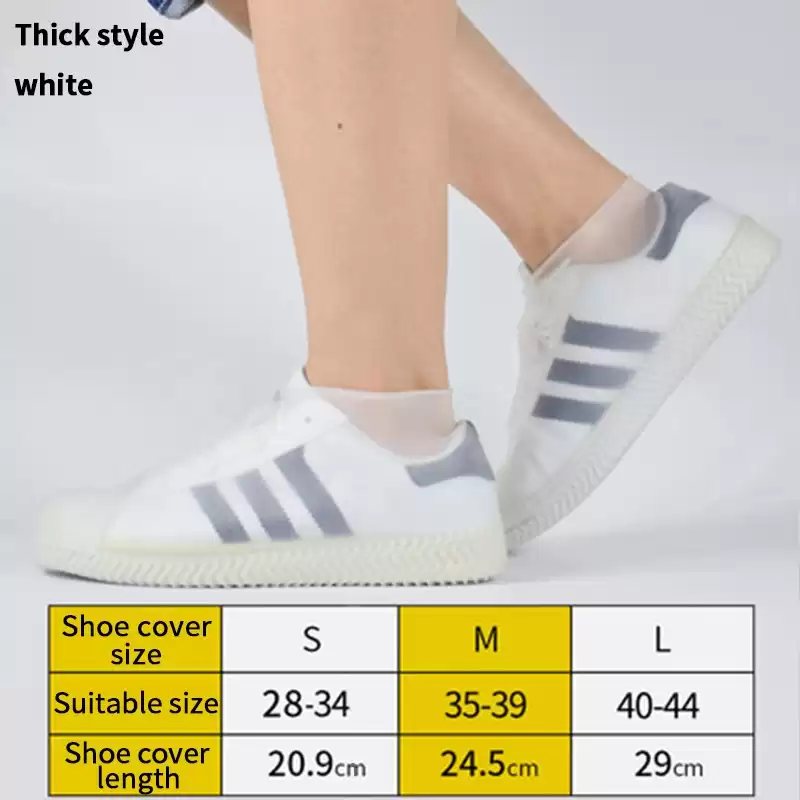 Thick style
white
Shoe cover size S M L
Suitable size 28-34 35-39 40-44
Shoe cover length 20.9cm 24.5cm 29cm